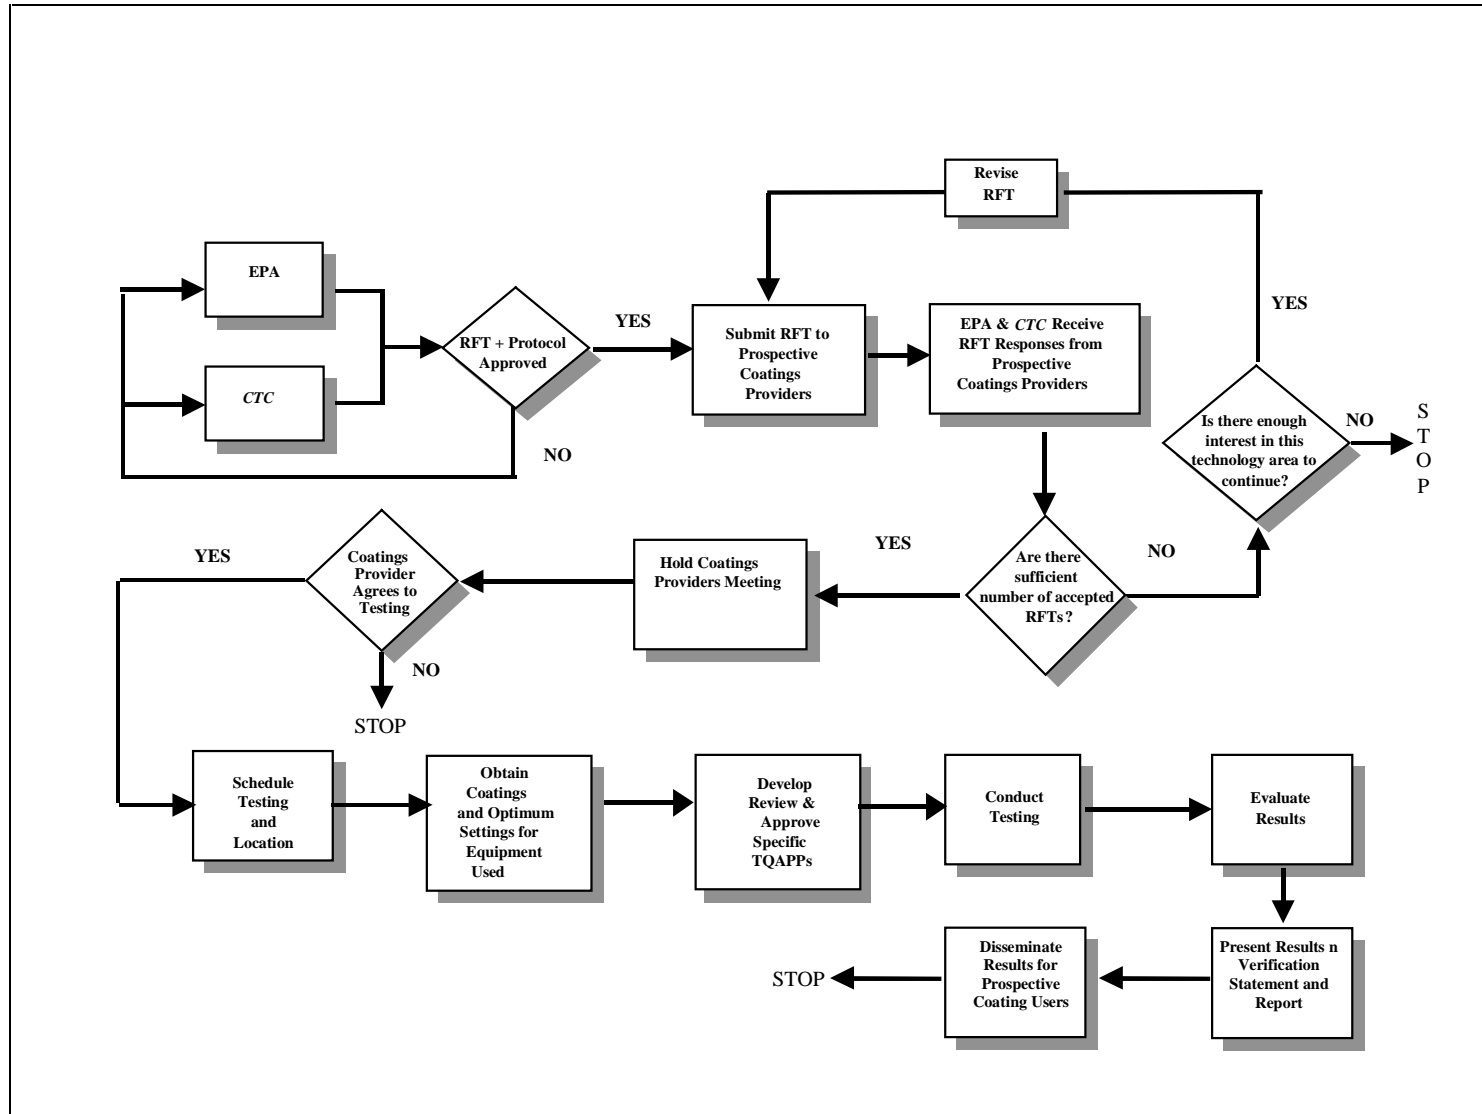 Revise
RFT
EPA
CTC
RFT + Protocol
Approved
YES
NO
Submit RFT to
Prospective
Coatings
Providers
EPA & CTC Receive
RFT Responses from
Prospective
Coatings Providers
YES
Is there enough
interest in this
technology area to
continue?
NO
S
T
O
P
Are there
sufficient
number of accepted
RFTs ?
NO
YES
Hold Coatings
Providers Meeting
Coatings
Provider
Agrees to
Testing
YES
NO
STOP
Schedule
Testing
and
Location
Obtain
Coatings
and Optimum
Settings for
Equipment
Used
Develop
Review &
Approve
Specific
TQAPPs
Conduct
Testing
Evaluate
Results
Present Results n
Verification
Statement and
Report
Disseminate
Results for
Prospective
Coating Users
STOP